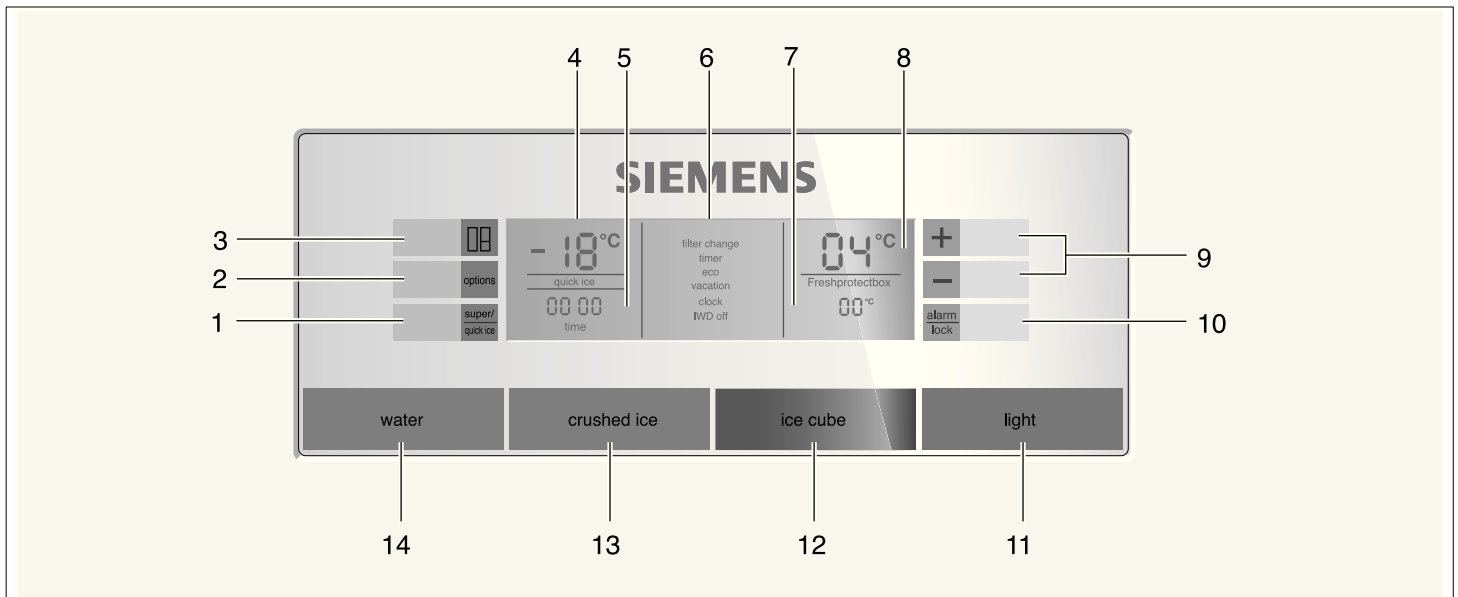 4 5 6 7 8
SIEMENS
3
2 options
1 super/
quick ice
-18°C
quick ice
00 00
time
filter change
timer
eco
vacation
clock
IWD off
04°C
Freshprotectbox
00°C
+
-
9
alarm
lock
10
water crushed ice ice cube light
14 13 12 11